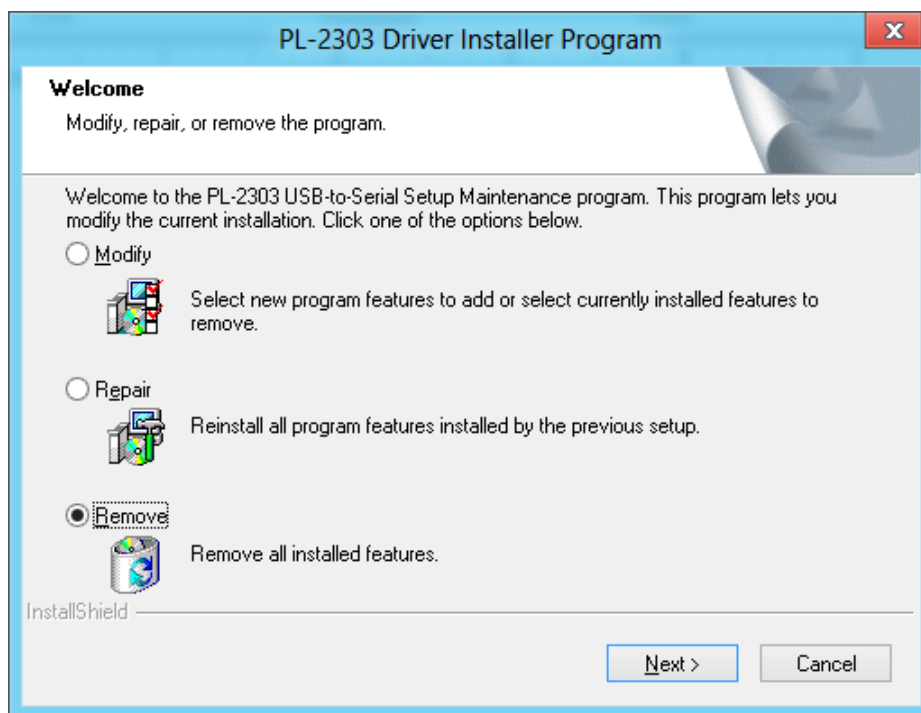 PL-2303 Driver Installer Program
x
Welcome
Modify, repair, or remove the program.
Welcome to the PL-2303 USB-to-Serial Setup Maintenance program. This program lets you
modify the current installation. Click one of the options below.
Modify
Select new program features to add or select currently installed features to
remove.
Repair
Reinstall all program features installed by the previous setup.
Remove
Remove all installed features.
InstallShield
Next >
Cancel